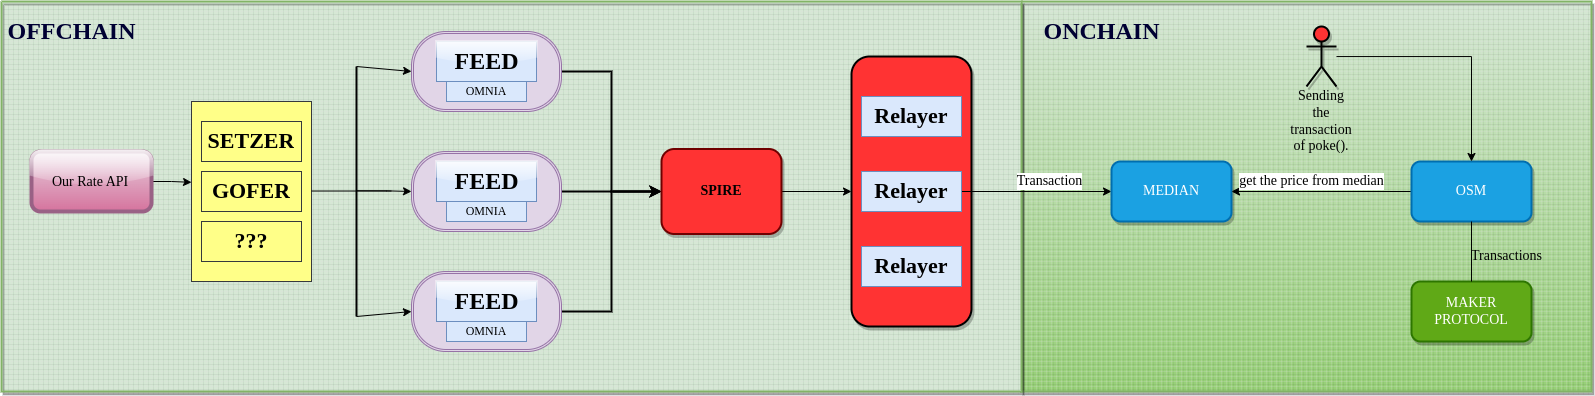 OFFCHAIN
Our Rate API
SETZER
GOFER
???
FEED
OMNIA
FEED
OMNIA
FEED
OMNIA
SPIRE
Relayer
Relayer
Relayer
ONCHAIN
Sending
the
transaction
of poke().
Transaction
MEDIAN
get the price from median
OSM
Transactions
MAKER
PROTOCOL